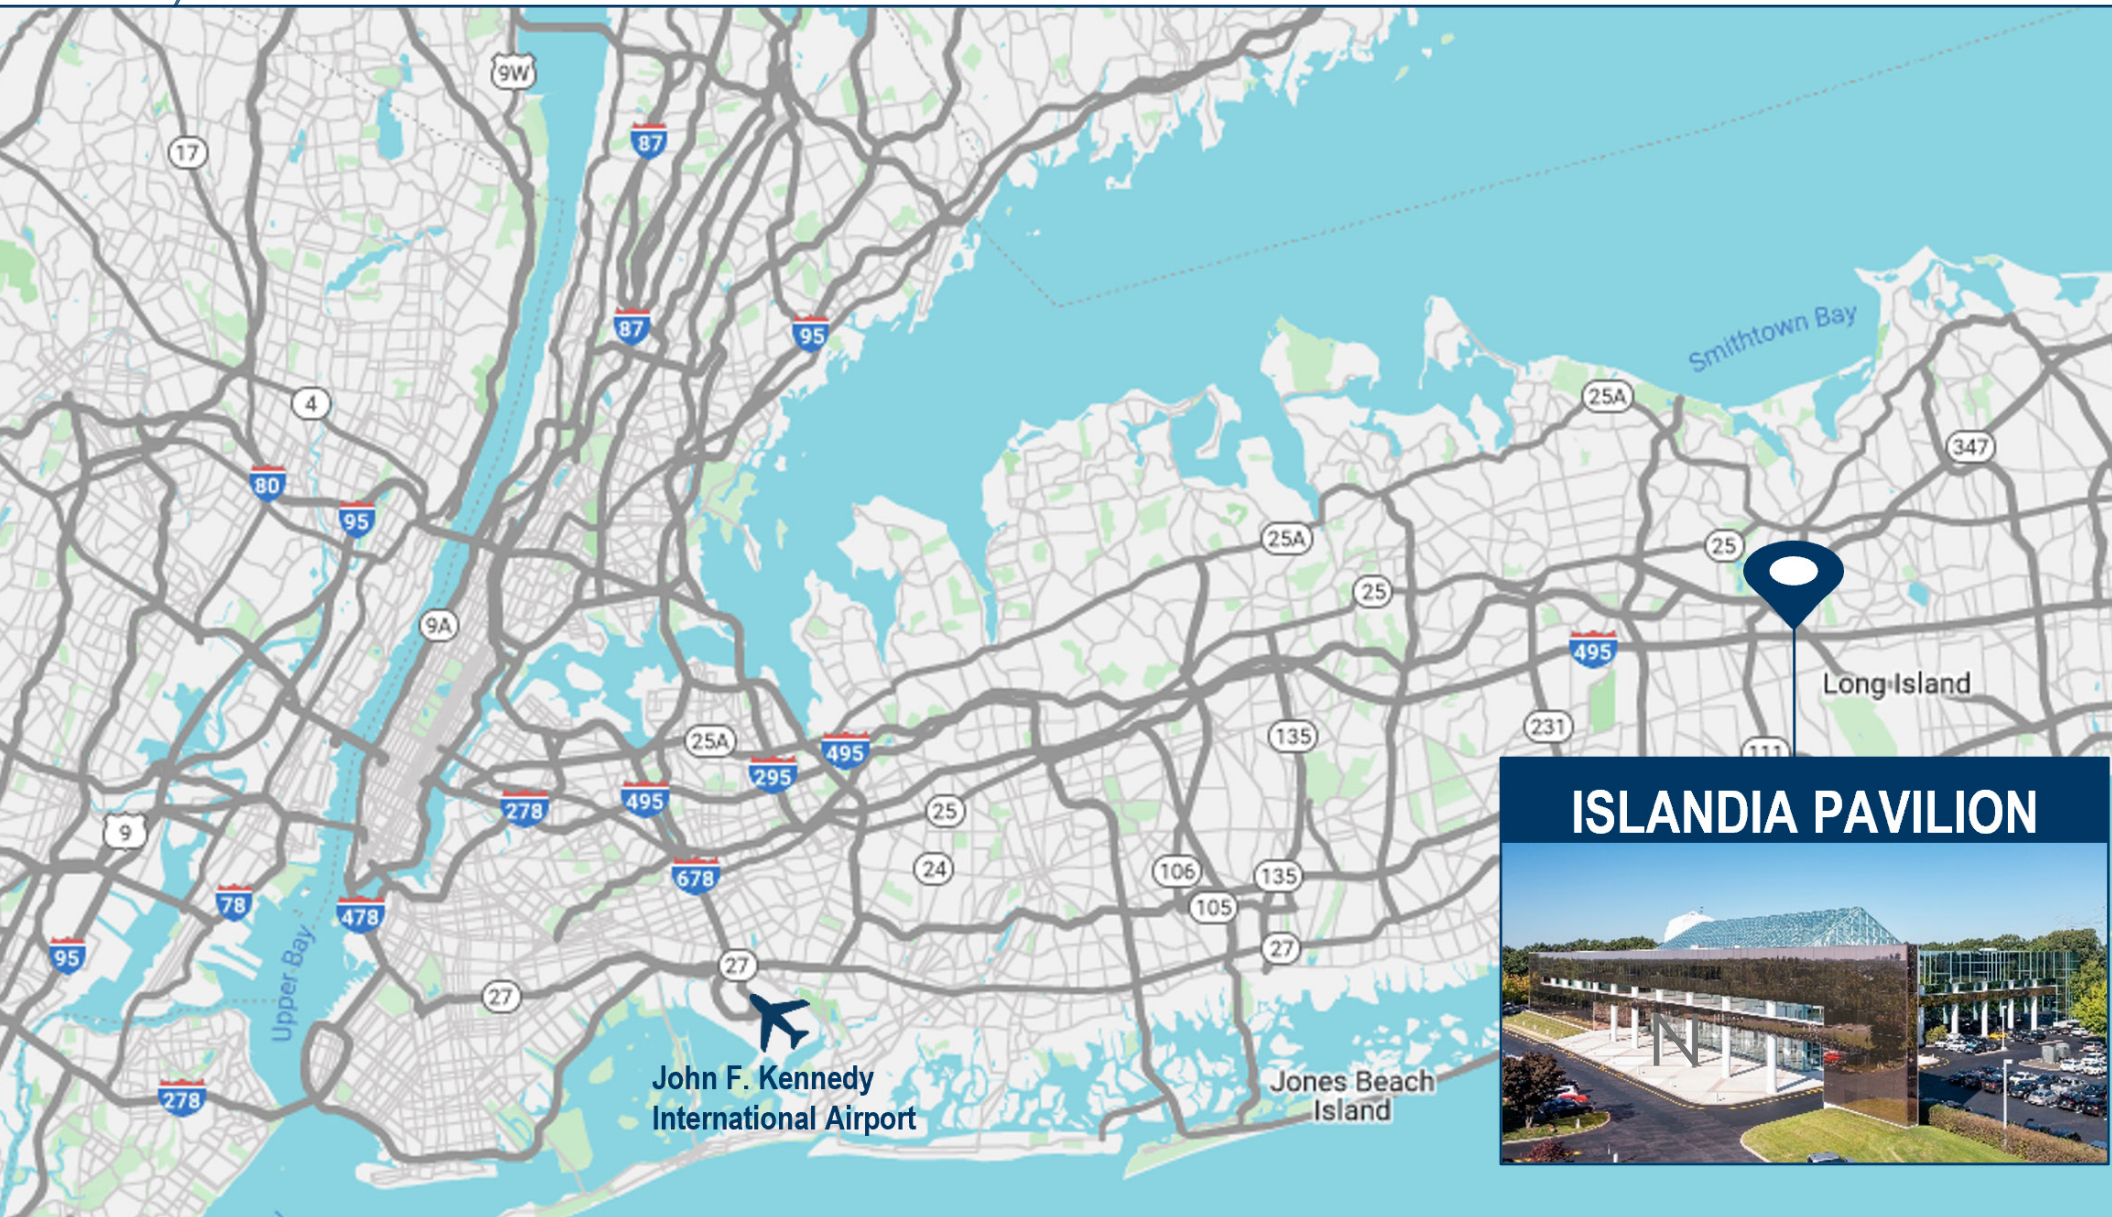 9W
87
17
87
95
Smithtown Bay
25A
4
347
80
95
25A
25
25
9A
495
Long Island
231
135
25A
111
495
295
495
278
25
9
24
106
135
678
105
78
478
27
95
27
27
Upper Bay
John F. Kennedy
International Airport
Jones Beach
Island
278
ISLANDIA PAVILION
N